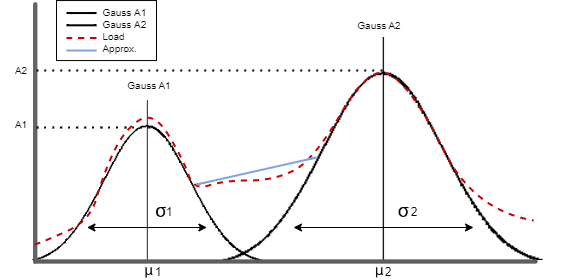 Gauss A1
Gauss A2
Load
Approx.
Gauss A2
A2
Gauss A1
A1
σ1
σ2
μ1
μ2